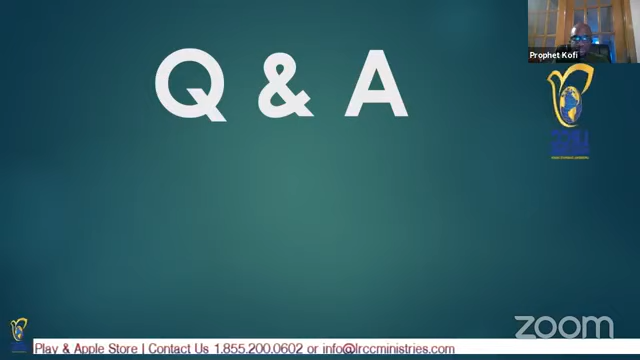 Prophet Kofi
Q & A
zoom
Play & Apple Store | Contact Us 1.855.200.0602 or info@lrccministries.com